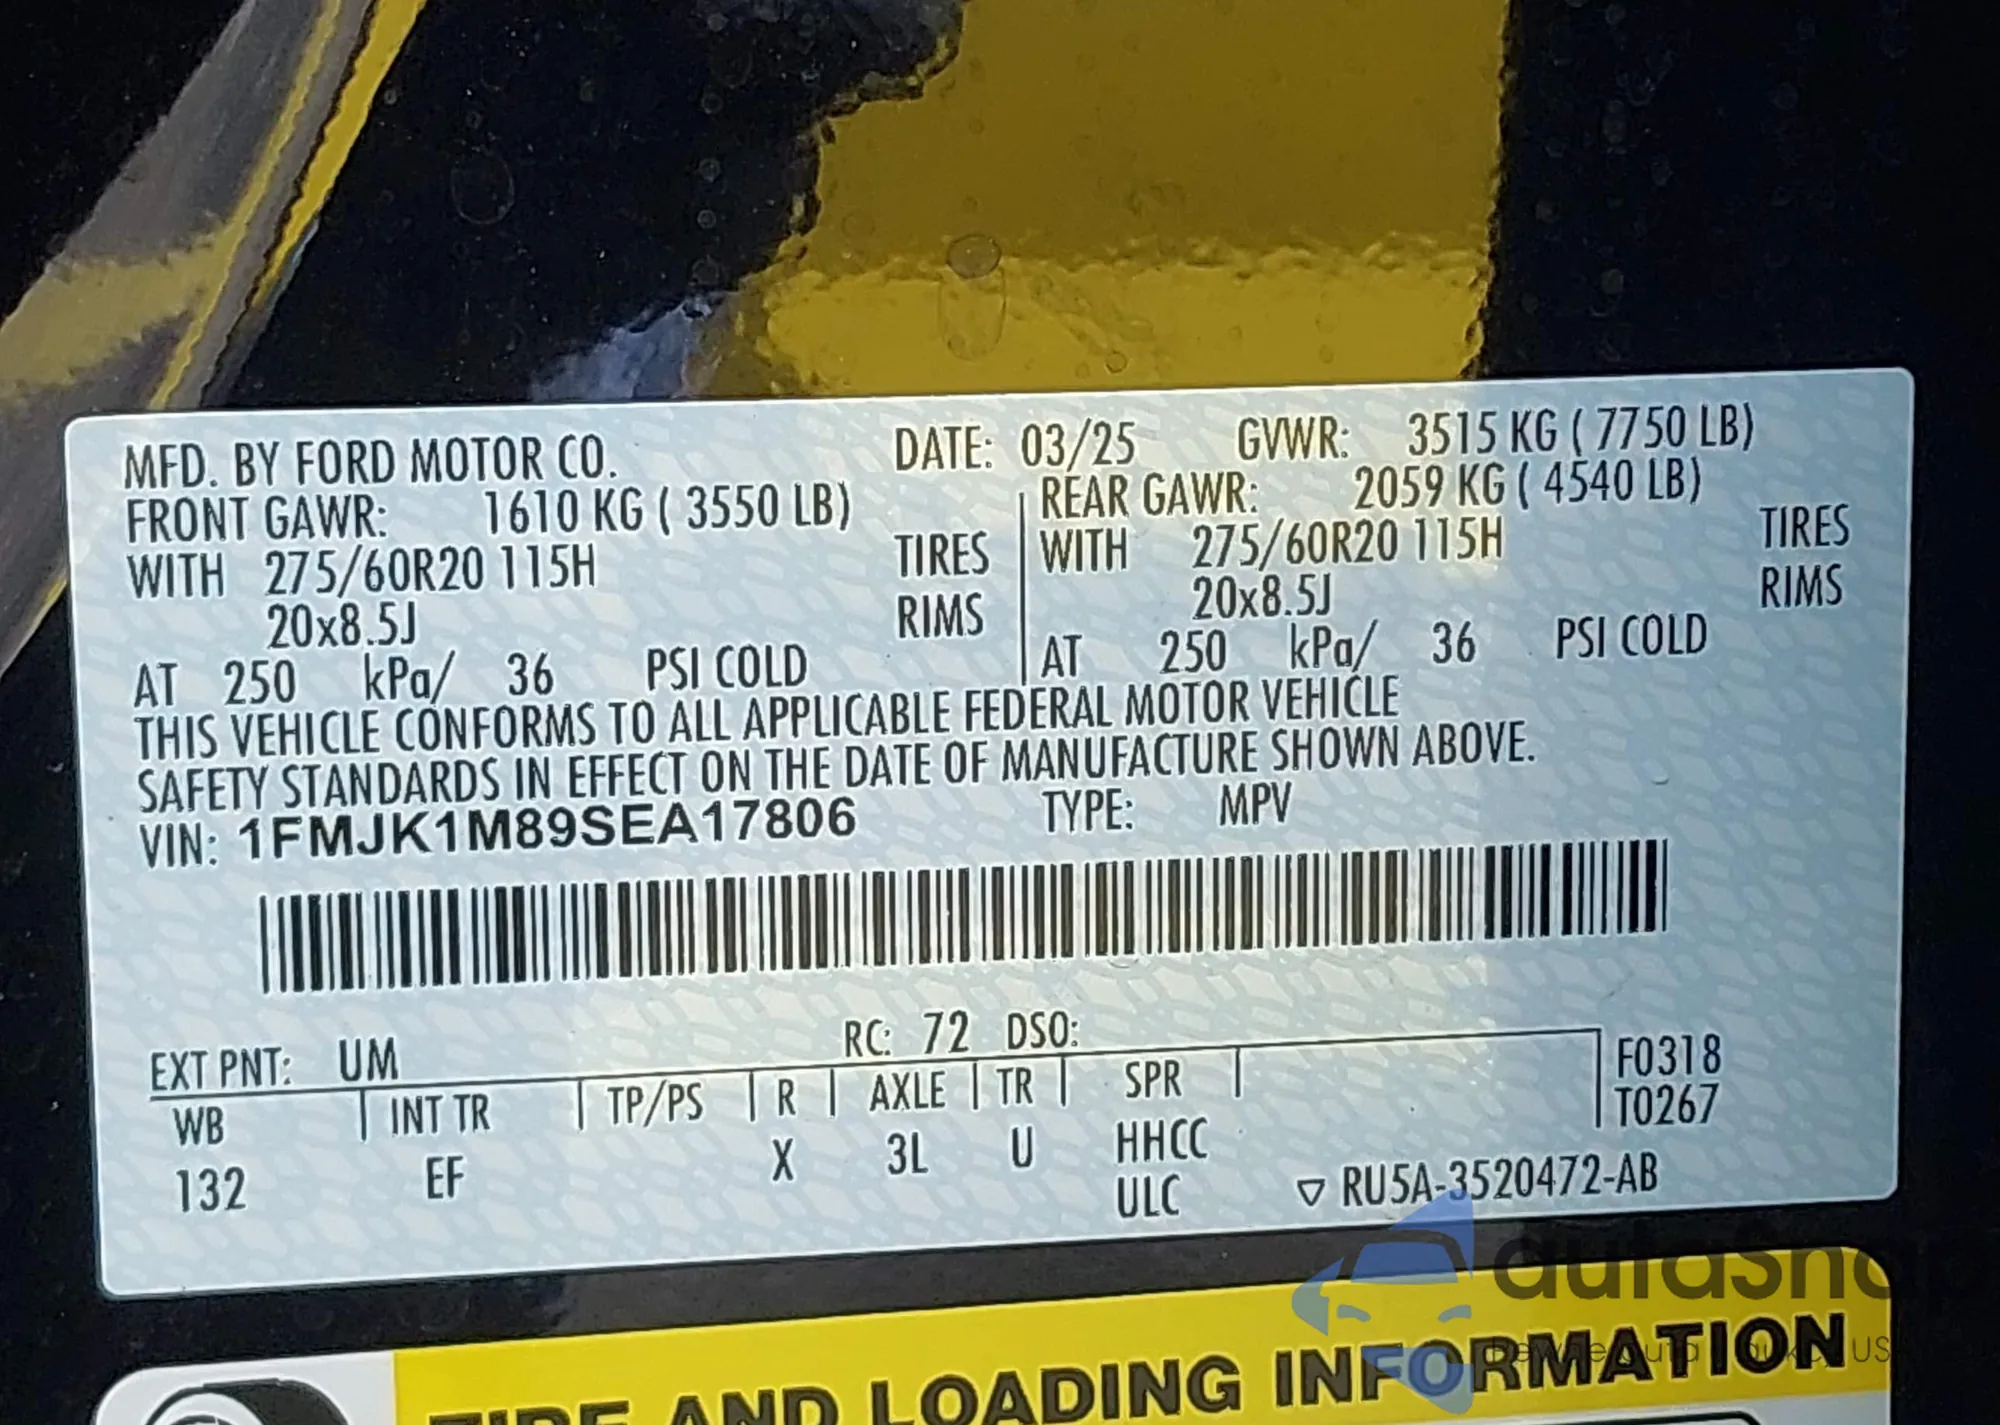 MFD. BY FORD MOTOR CO. DATE: 03/25 GVWR: 3515 KG ( 7750 LB)
FRONT GAWR: 1610 KG ( 3550 LB) REAR GAWR: 2059 KG ( 4540 LB)
WITH 275/60R20 115H TIRES WITH 275/60R20 115H TIRES
20x8.5J RIMS 20x8.5J RIMS
AT 250 kPa/ 36 PSI COLD AT 250 kPa/ 36 PSI COLD
THIS VEHICLE CONFORMS TO ALL APPLICABLE FEDERAL MOTOR VEHICLE
SAFETY STANDARDS IN EFFECT ON THE DATE OF MANUFACTURE SHOWN ABOVE.
VIN: 1FMJK1M89SEA17806 TYPE: MPV
EXT PNT: UM RC: 72 DSO:
WB INT TR TP/PS R AXLE TR SPR F0318
T0267
132 EF X 3L U HHCC
ULC ▽ RU5A-3520472-AB
TIRE AND LOADING INFORMATION